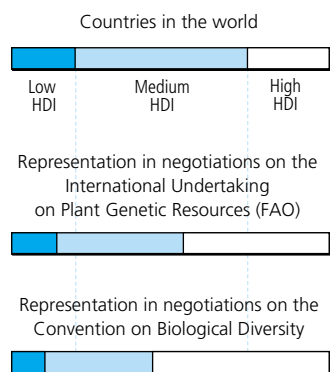 Countries in the world
Low Medium High
HDI HDI HDI
Representation in negotiations on the
International Undertaking
on Plant Genetic Resources (FAO)
Representation in negotiations on the
Convention on Biological Diversity